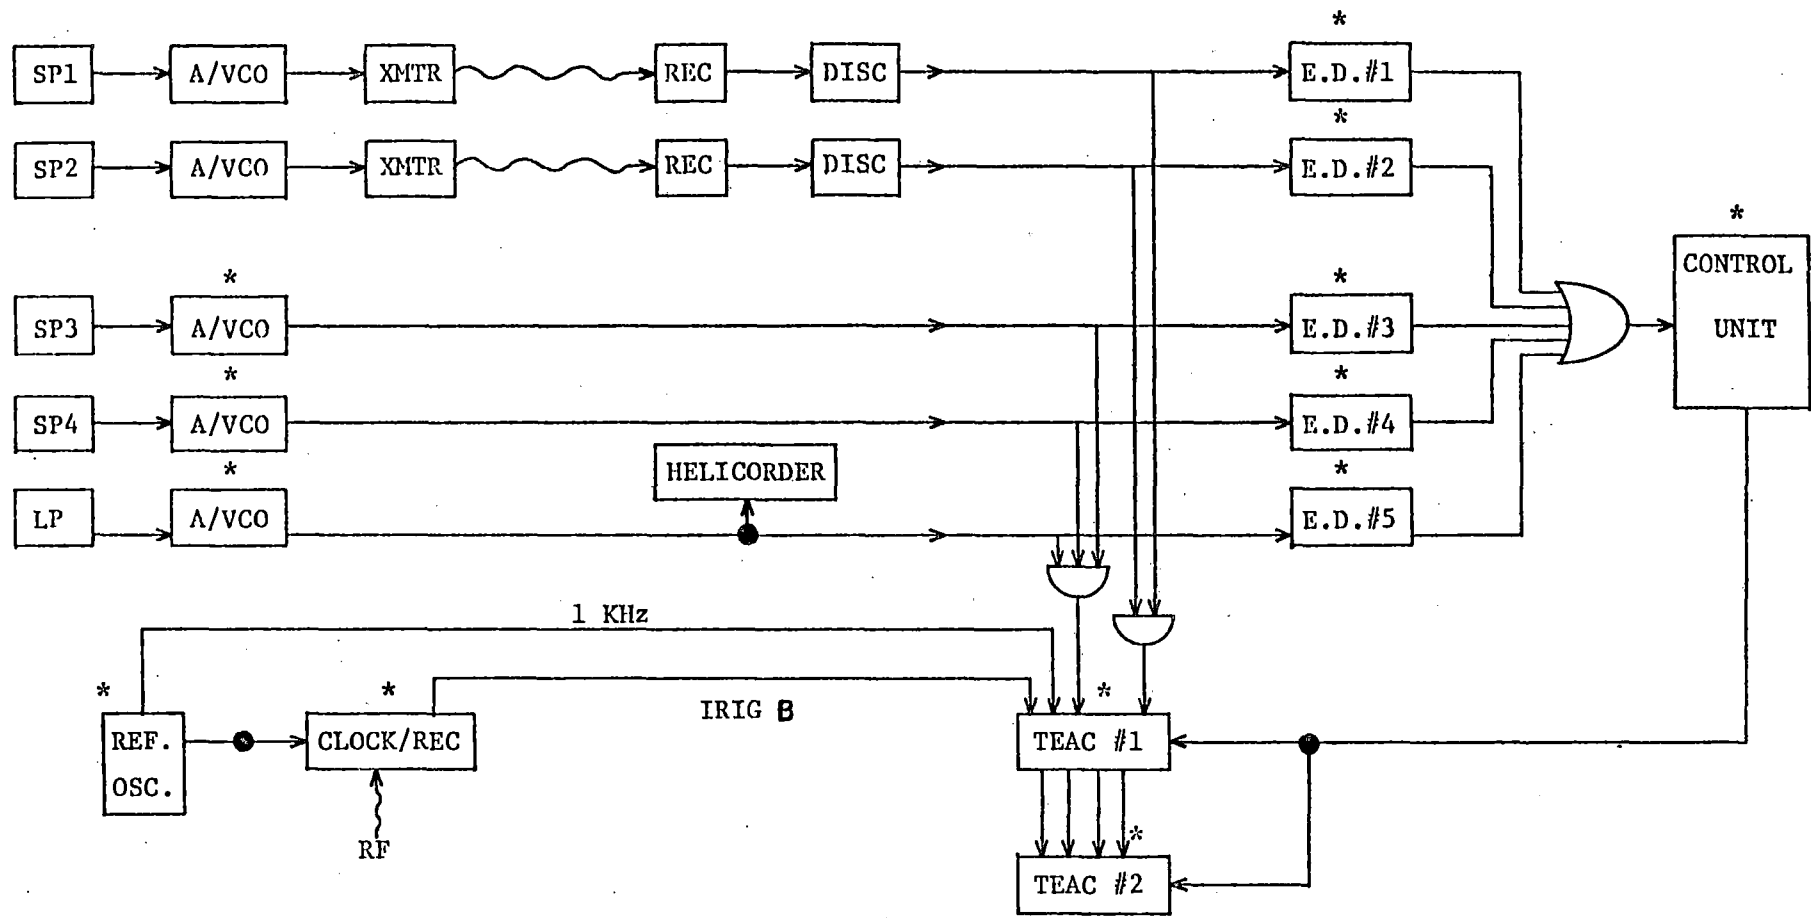 *
SP1 A/VCO XMTR REC DISC E.D.#1
*
SP2 A/VCO XMTR REC DISC E.D.#2
*
CONTROL
UNIT
* *
SP3 A/VCO E.D.#3
* *
SP4 A/VCO E.D.#4
HELICORDER
* *
LP A/VCO E.D.#5
1 KHz
* * *
IRIG B
REF.
OSC.
CLOCK/REC
TEAC #1
RF
*
TEAC #2